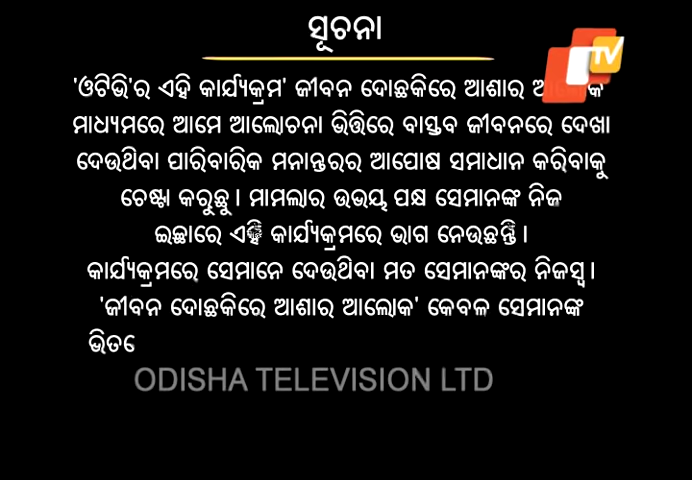 ସୂଚନା
TV
'ଓଟିଭି'ର ଏହି କାର୍ଯ୍ୟକ୍ରମ' ଜୀବନ ଦୋଛକିରେ ଆଶାର
ମାଧ୍ୟମରେ ଆମେ ଆଲୋଚନା ଭିତ୍ତିରେ ବାସ୍ତବ ଜୀବନରେ ଦେଖା
ଦେଉଥିବା ପାରିବାରିକ ମନାନ୍ତରର ଆପୋଷ ସମାଧାନ କରିବାକୁ
ଚେଷ୍ଟା କରୁଛୁ । ମାମଲାର ଉଭୟ ପକ୍ଷ ସେମାନଙ୍କ ନିଜ
ଇଚ୍ଛାରେ ଏହି କାର୍ଯ୍ୟକ୍ରମରେ ଭାଗ ନେଉଛନ୍ତି ।
କାର୍ଯ୍ୟକ୍ରମରେ ସେମାନେ ଦେଉଥିବା ମତ ସେମାନଙ୍କର ନିଜସ୍ୱ ।
'ଜୀବନ ଦୋଛକିରେ ଆଶାର ଆଲୋକ' କେବଳ ସେମାନଙ୍କ
ଭିତ
ODISHA TELEVISION LTD